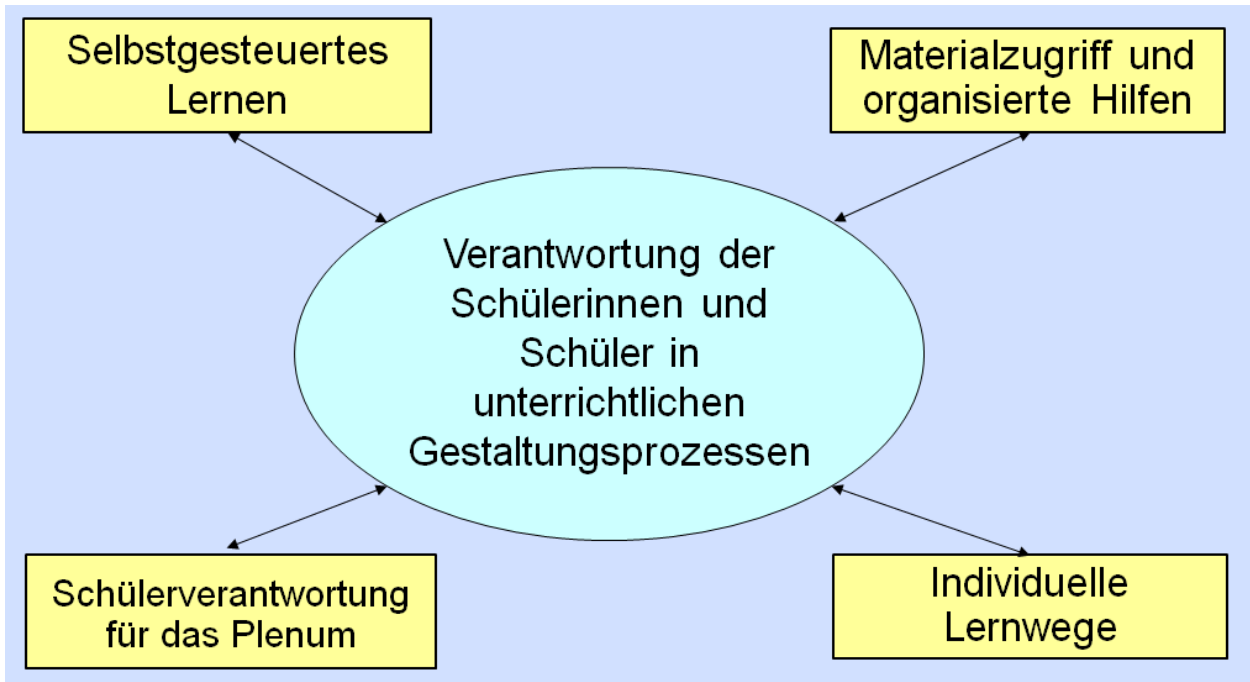 Selbstgesteuertes
Lernen
Materialzugriff und
organisierte Hilfen
Verantwortung der
Schülerinnen und
Schüler in
unterrichtlichen
Gestaltungsprozessen
Schülerverantwortung
für das Plenum
Individuelle
Lernwege